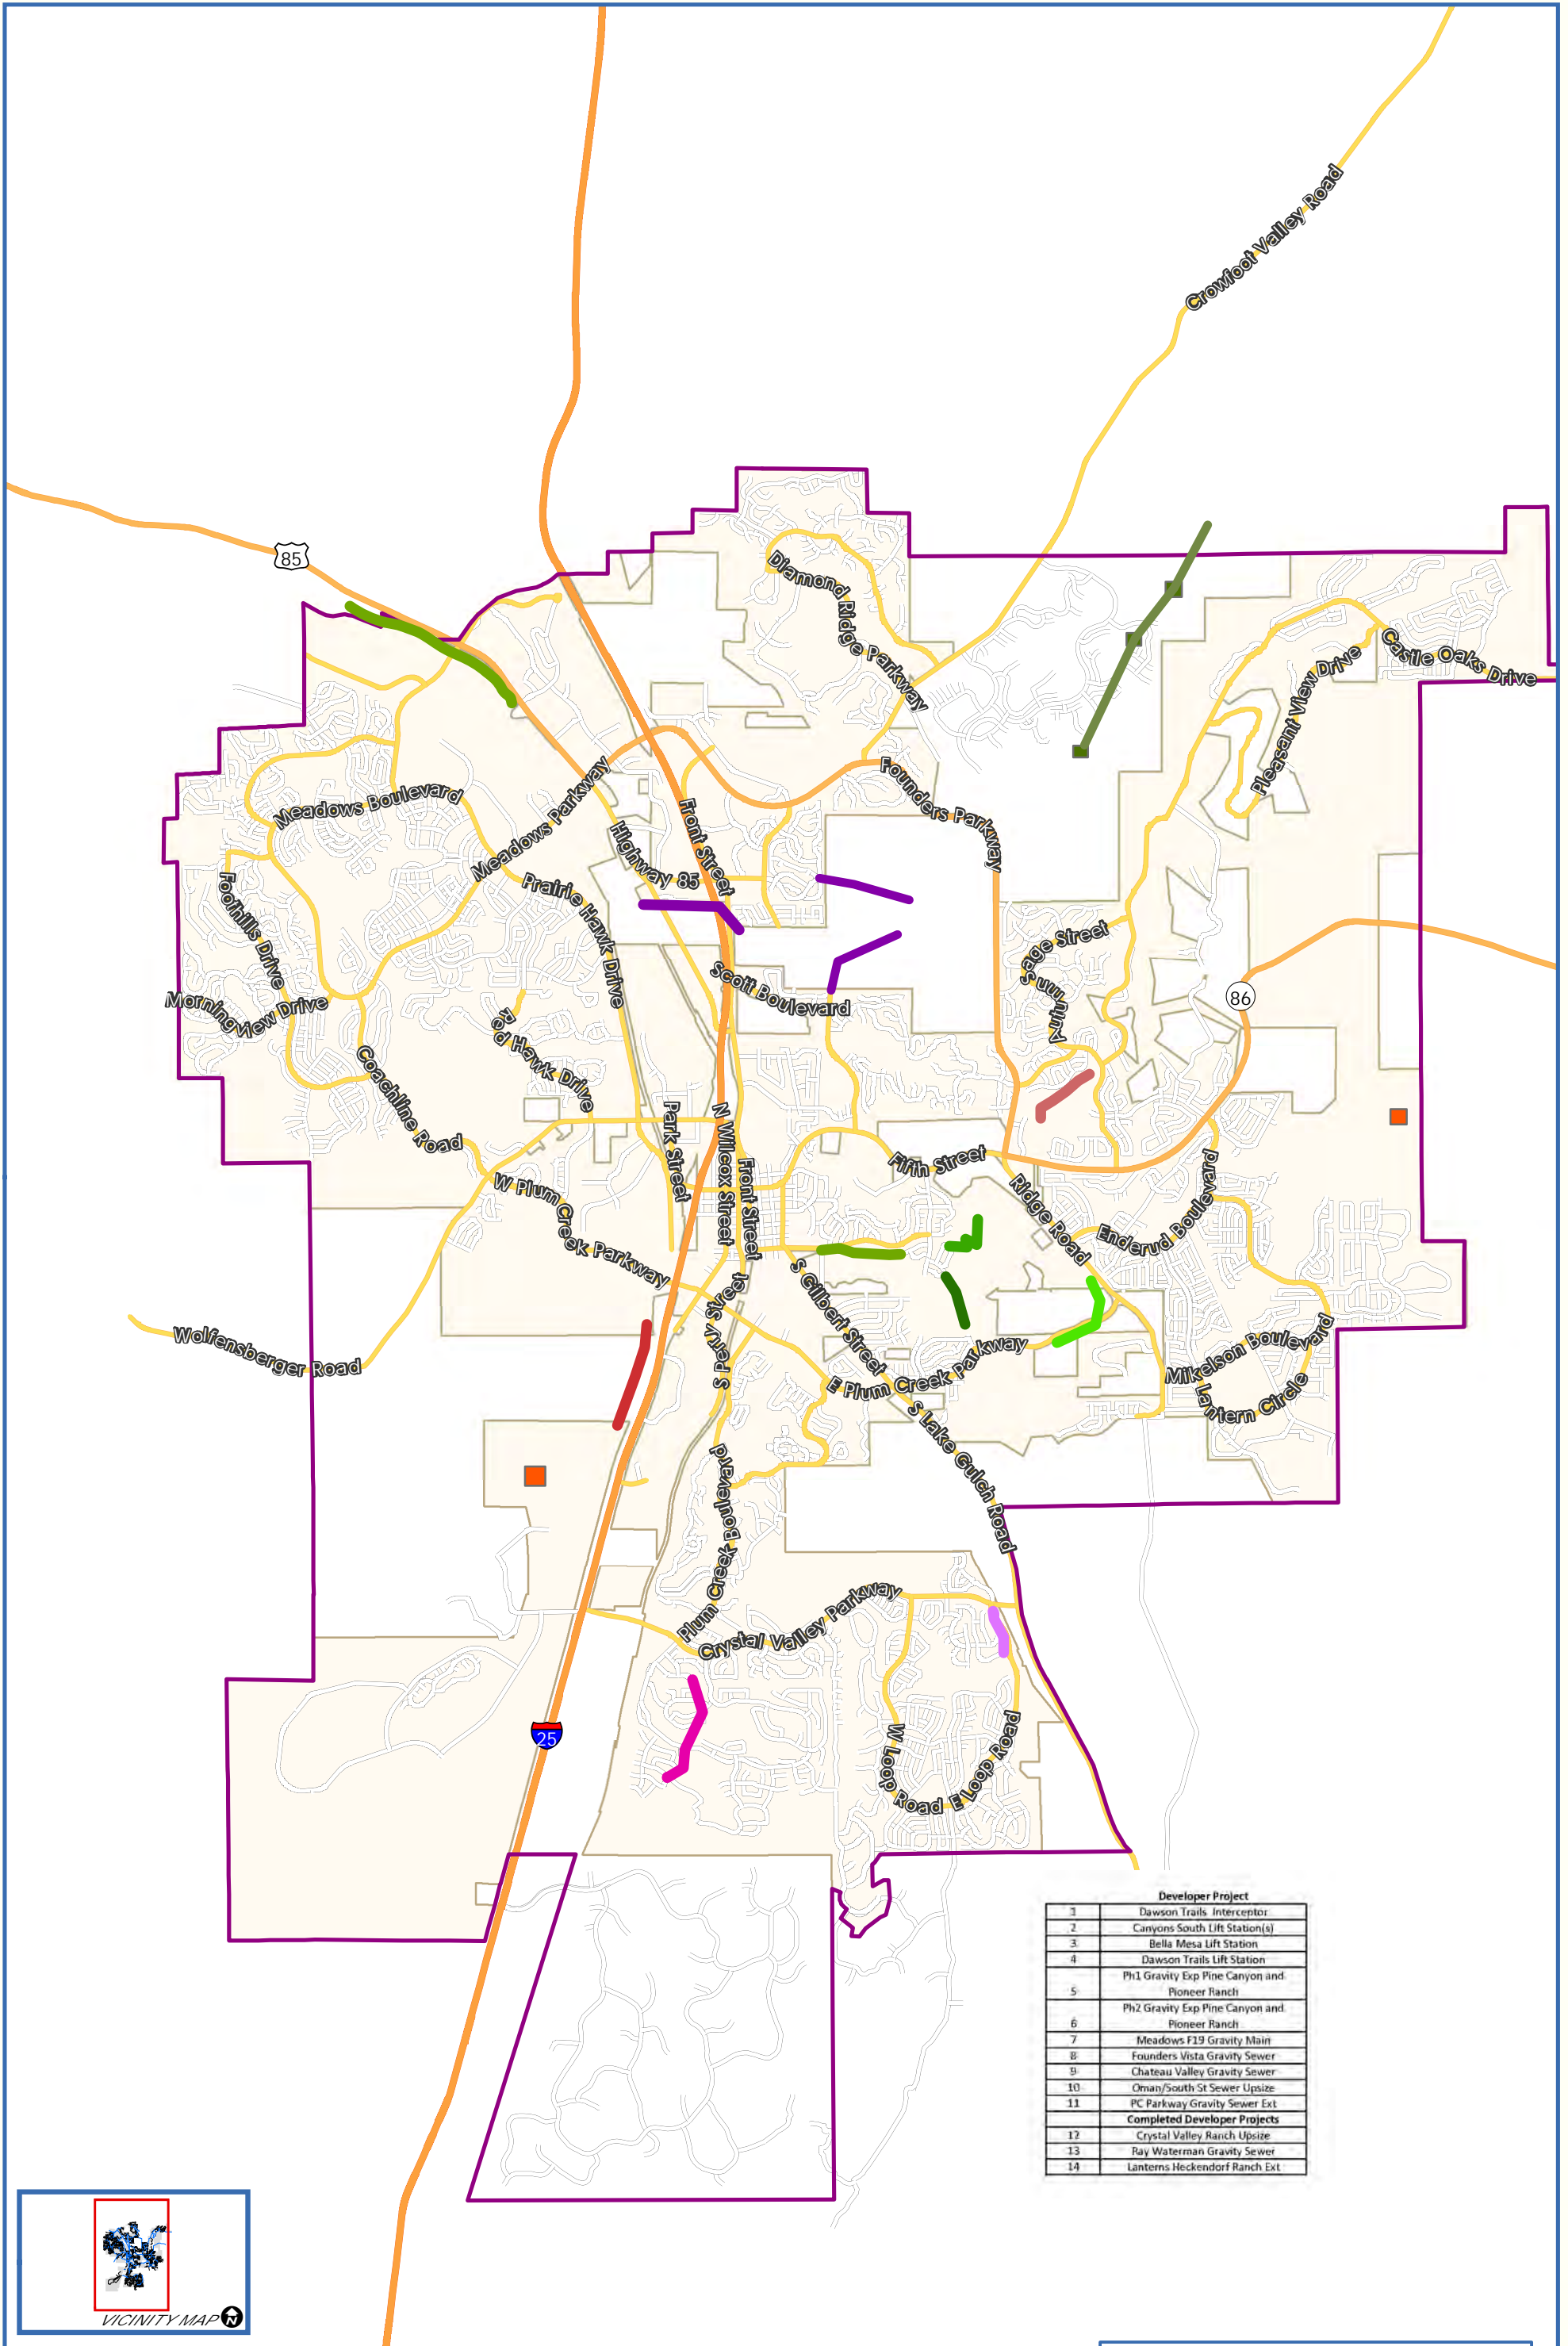 Crowfoot Valley Road
85
Diamond Ridge Parkway
Castle Oaks Drive
Pleasant View Drive
Founders Parkway
Meadows Boulevard
Meadows Parkway
Front Street
Highway 85
Prairie Hawk Drive
Foothills Drive
Sage Street
Scott Boulevard
Autumn
Morningview Drive
86
Red Hawk Drive
Coachline Road
Park Street
N Wilcox Street
Front Street
Fifth Street
W Plum Creek Parkway
Ridge Road
Enderud Boulevard
S Gilbert Street
S Perry Street
Wolfensberger Road
E Plum Creek Parkway
Mikelson Boulevard
Lantern Circle
S Lake Gulch Road
Plum Creek Boulevard
Crystal Valley Parkway
25
W Loop Road
E Loop Road
Developer Project
1 Dawson Trails Interceptor
2 Canyons South Lift Station(s)
3 Bella Mesa Lift Station
4 Dawson Trails Lift Station
Ph1 Gravity Exp Pine Canyon and
5 Pioneer Ranch
Ph2 Gravity Exp Pine Canyon and
6 Pioneer Ranch
7 Meadows F19 Gravity Main
8 Founders Vista Gravity Sewer
9 Chateau Valley Gravity Sewer
10 Oman/South St Sewer Upsize
11 PC Parkway Gravity Sewer Ext
Completed Developer Projects
12 Crystal Valley Ranch Upsize
13 Ray Waterman Gravity Sewer
14 Lanterns Heckendorf Ranch Ext
VICINITY MAP N